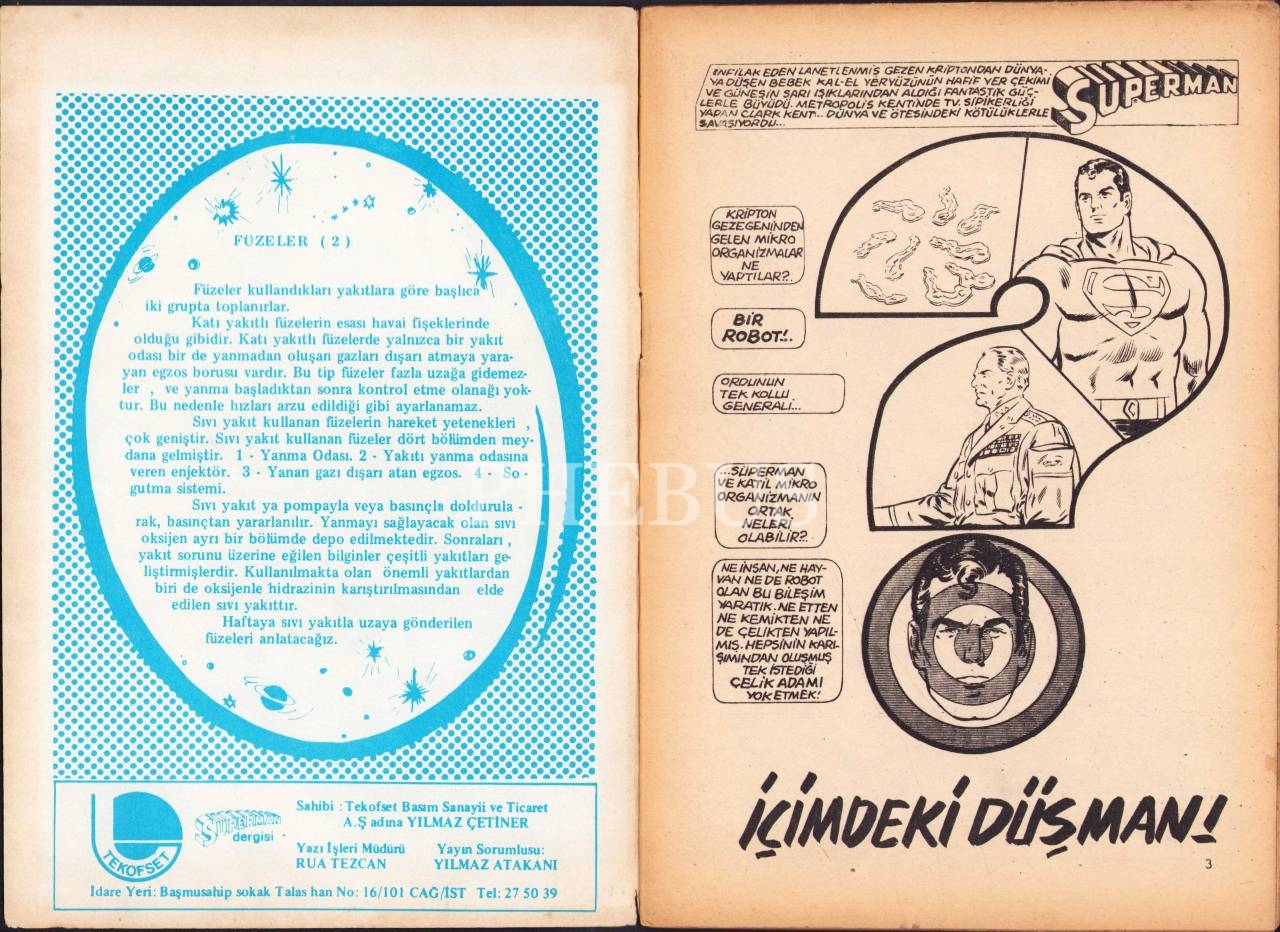 FÜZELER ( 2 )
Füzeler kullandıkları yakıtlara göre başlıca
iki grupta toplanırlar.
Katı yakıtlı füzelerin esası havai fişeklerinde
olduğu gibidir. Katı yakıtlı füzelerde yalnızca bir yakıt
odası bir de yanmadan oluşan gazları dışarı atmaya yara-
yan egzos borusu vardır. Bu tip füzeler fazla uzağa gidemez-
ler , ve yanma başladıktan sonra kontrol etme olanağı yok-
tur. Bu nedenle hızları arzu edildiği gibi ayarlanamaz.
Sıvı yakıt kullanan füzelerin hareket yetenekleri ,
çok geniştir. Sıvı yakıt kullanan füzeler dört bölümden mey-
dana gelmiştir. 1 - Yanma Odası. 2 - Yakıtı yanma odasına
veren enjektör. 3 - Yanan gazı dışarı atan egzos. 4 - So -
gutma sistemi.
Sıvı yakıt ya pompayla veya basınçla doldurula -
rak, basınçtan yararlanılır. Yanmayı sağlayacak olan sıvı
oksijen ayrı bir bölümde depo edilmektedir. Sonraları ,
yakıt sorunu üzerine eğilen bilginler çeşitli yakıtları ge-
liştirmişlerdir. Kullanılmakta olan önemli yakıtlardan
biri de oksijenle hidrazinin karıştırılmasından elde
edilen sıvı yakıttır.
Haftaya sıvı yakıtla uzaya gönderilen
füzeleri anlatacağız.
TEKOFSET
SÜPERMAN
dergisi
Sahibi : Tekofset Basım Sanayii ve Ticaret
A.Ş adına YILMAZ ÇETİNER
Yazı İşleri Müdürü
RUA TEZCAN
Yayın Sorumlusu:
YILMAZ ATAKANI
İdare Yeri: Başmusahip sokak Talas han No: 16/101 CAĞ/İST Tel: 27 50 39
PHEBUS
İNFİLAK EDEN LANETLENMİŞ GEZEN KRİPTONDAN DÜNYA-
YA DÜŞEN BEBEK KAL-EL YERYÜZÜNÜN HAFİF YER ÇEKİMİ
VE GÜNEŞİN SARI IŞIKLARINDAN ALDIĞI FANTASTİK GÜÇ-
LERLE BÜYÜDÜ. METROPOLİS KENTİNDE TV. SİPİKERLİĞİ
YAPAN CLARK KENT... DÜNYA VE ÖTESİNDEKİ KÖTÜLÜKLERLE
SAVAŞIYORDU...
SUPERMAN
KRİPTON
GEZEGENİNDEN
GELEN MİKRO
ORGANİZMALAR
NE
YAPTILAR?.
BİR
ROBOT!..
ORDUNUN
TEK KOLLU
GENERALİ...
...SÜPERMAN
VE KATİL MİKRO
ORGANİZMANIN
ORTAK
NELERİ
OLABİLİR?.
NE İNSAN, NE HAY-
VAN NE DE ROBOT
OLAN BU BİLEŞİM
YARATIK. NE ETTEN
NE KEMİKTEN NE
DE ÇELİKTEN YAPIL-
MIŞ. HEPSİNİN KARI-
ŞIMINDAN OLUŞMUŞ
TEK İSTEDİĞİ
ÇELİK ADAMI
YOK ETMEK!
İÇİMDEKİ DÜŞMAN!
3